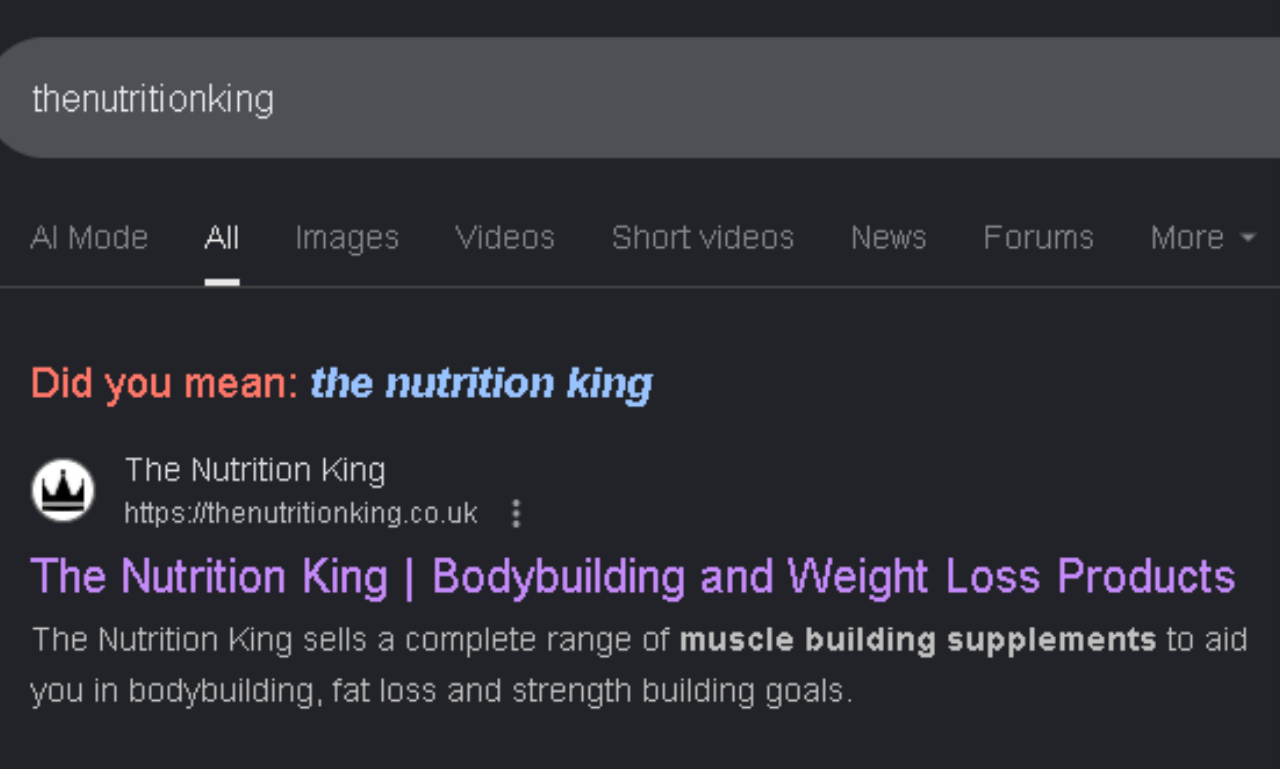 thenutritionking
AI Mode All Images Videos Short videos News Forums More
Did you mean: the nutrition king
The Nutrition King
https://thenutritionking.co.uk
The Nutrition King | Bodybuilding and Weight Loss Products
The Nutrition King sells a complete range of muscle building supplements to aid
you in bodybuilding, fat loss and strength building goals.